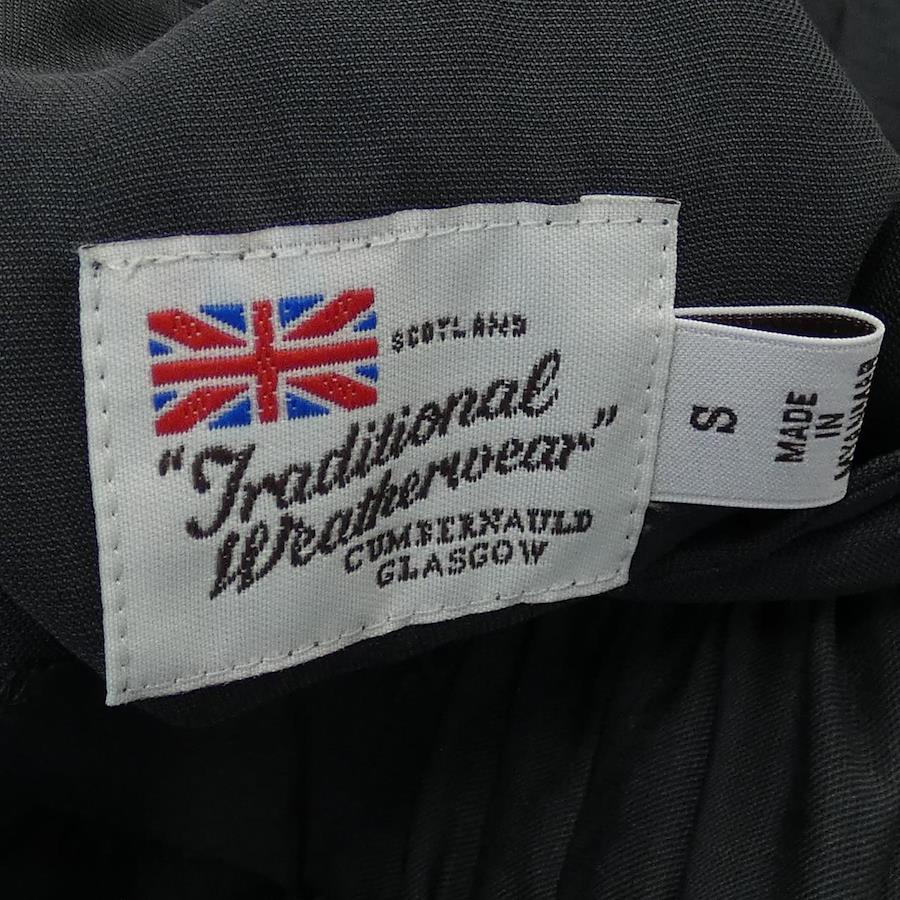 SCOTLAND
"Traditional
Weatherwear"
CUMBERNAULD
GLASGOW
S
MADE
IN
MYANMAR